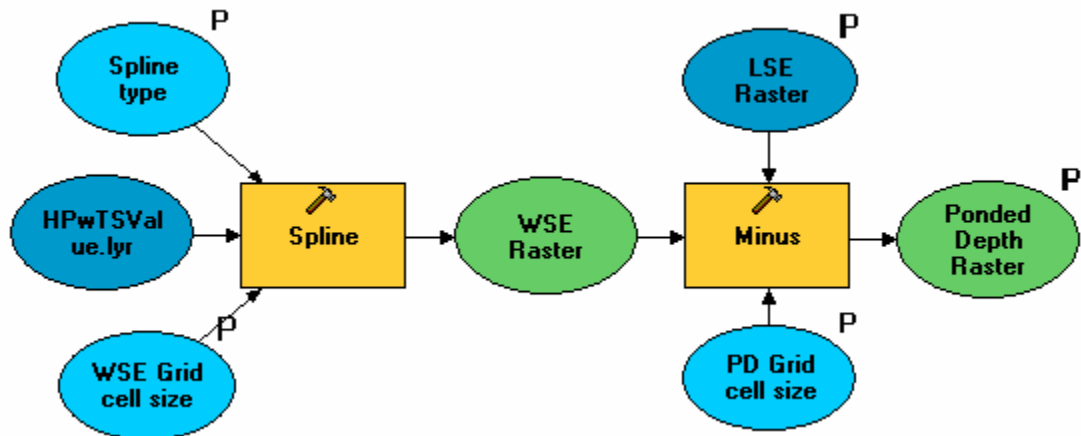 P
Spline
type
HPwTSVal
ue.lyr
P
WSE Grid
cell size
Spline
WSE
Raster
P
LSE
Raster
Minus
P
PD Grid
cell size
P
Ponded
Depth
Raster